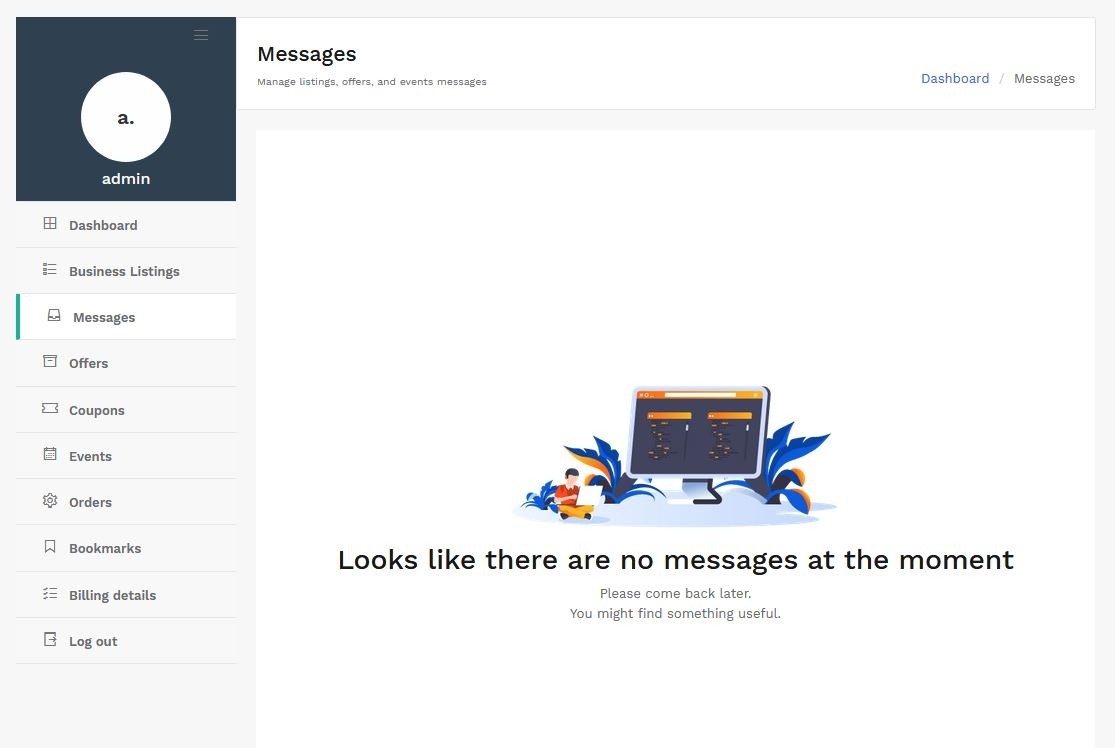 a.
admin
Dashboard
Business Listings
Messages
Offers
Coupons
Events
Orders
Bookmarks
Billing details
Log out
Messages
Manage listings, offers, and events messages
Dashboard / Messages
Looks like there are no messages at the moment
Please come back later.
You might find something useful.